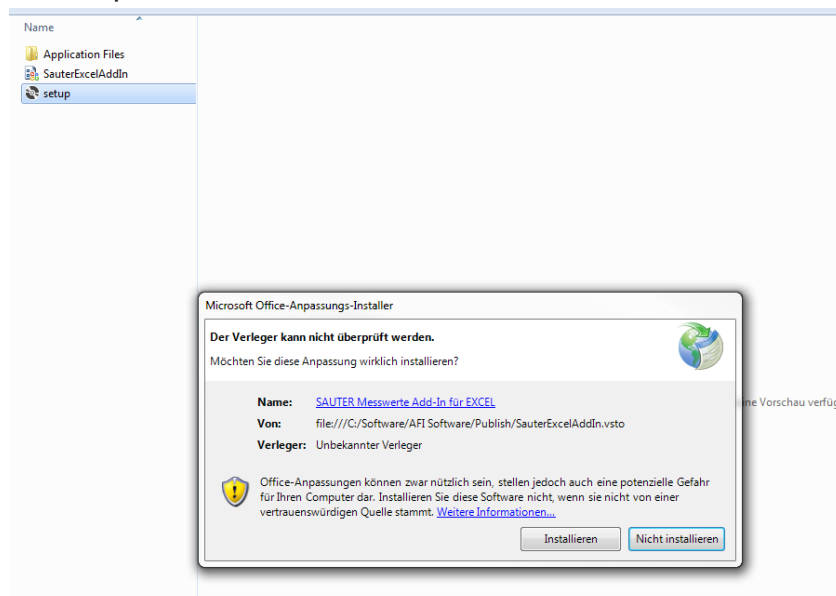 Name
Application Files
SauterExcelAddIn
setup
Microsoft Office-Anpassungs-Installer
Der Verleger kann nicht überprüft werden.
Möchten Sie diese Anpassung wirklich installieren?
Name: SAUTER Messwerte Add-In für EXCEL
ine Vorschau verfüg
Von: file:///C:/Software/AFI Software/Publish/SauterExcelAddIn.vsto
Verleger: Unbekannter Verleger
Office-Anpassungen können zwar nützlich sein, stellen jedoch auch eine potenzielle Gefahr
für Ihren Computer dar. Installieren Sie diese Software nicht, wenn sie nicht von einer
vertrauenswürdigen Quelle stammt. Weitere Informationen...
Installieren Nicht installieren